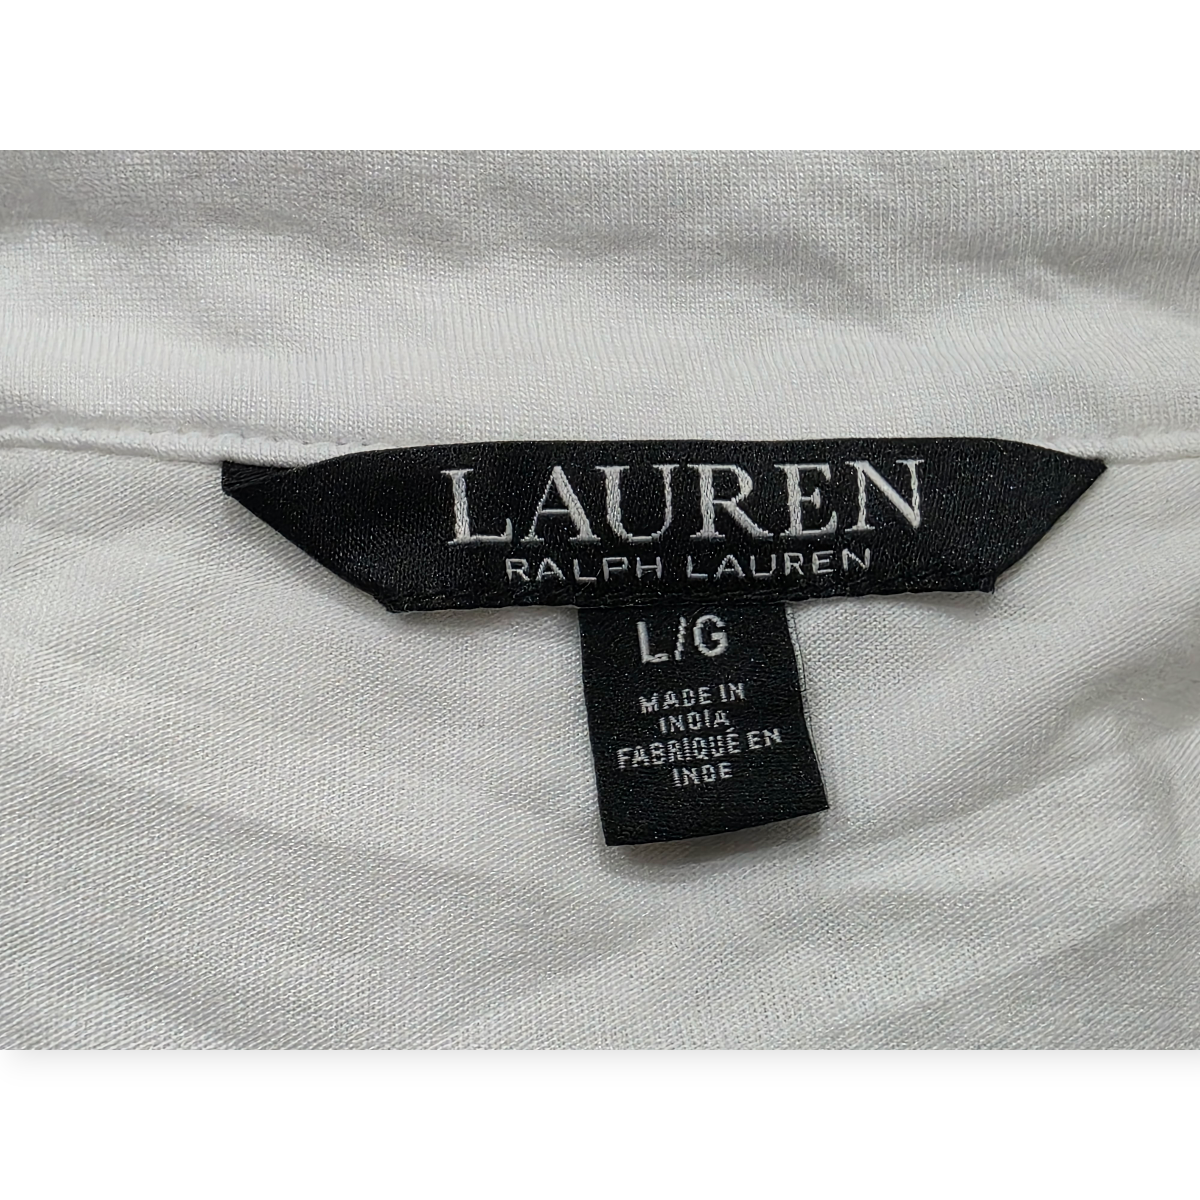 LAUREN
RALPH LAUREN
L/G
MADE IN
INDIA
FABRIQUÉ EN
INDE